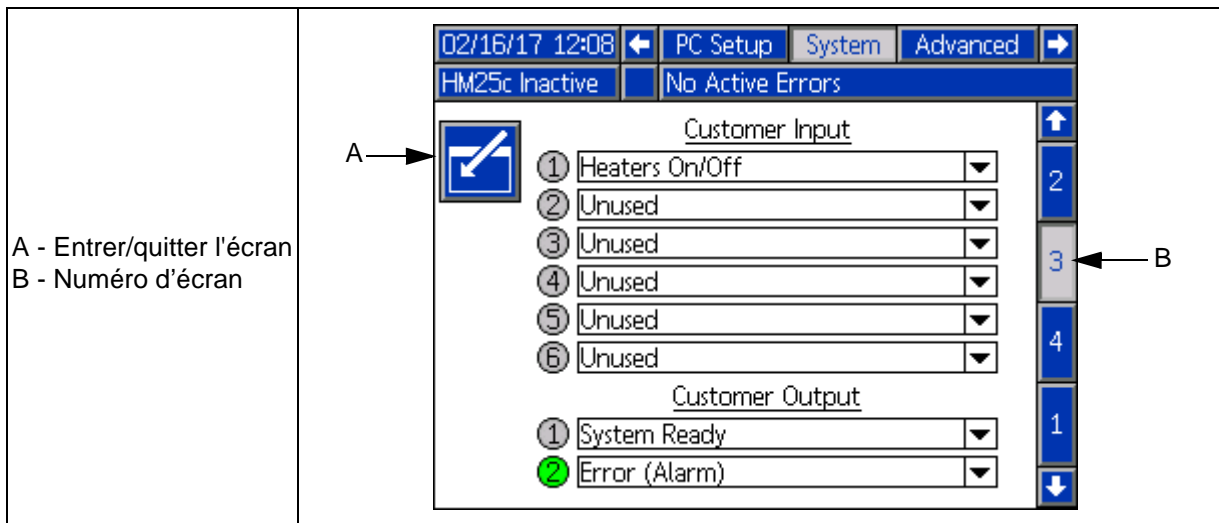 A - Entrer/quitter l'écran
B - Numéro d’écran
02/16/17 12:08 PC Setup System Advanced
HM25c Inactive No Active Errors
A
Customer Input
1 Heaters On/Off
2 Unused
3 Unused
4 Unused
5 Unused
6 Unused
Customer Output
1 System Ready
2 Error (Alarm)
2
3
4
1
B